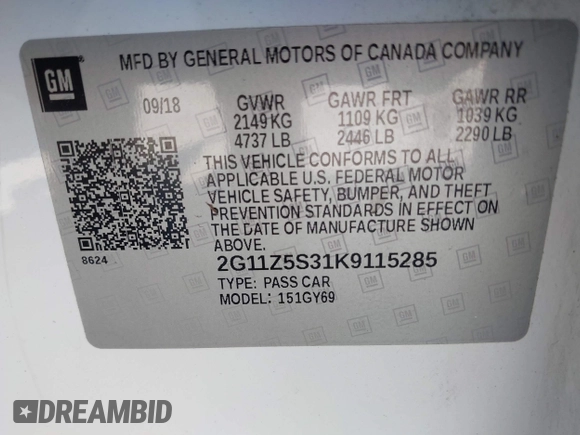 GM
MFD BY GENERAL MOTORS OF CANADA COMPANY
09/18 GVWR GAWR FRT GAWR RR
2149 KG 1109 KG 1039 KG
4737 LB 2446 LB 2290 LB
THIS VEHICLE CONFORMS TO ALL
APPLICABLE U.S. FEDERAL MOTOR
VEHICLE SAFETY, BUMPER, AND THEFT
PREVENTION STANDARDS IN EFFECT ON
THE DATE OF MANUFACTURE SHOWN
ABOVE.
8624
2G11Z5S31K9115285
TYPE: PASS CAR
MODEL: 151GY69
DREAMBID